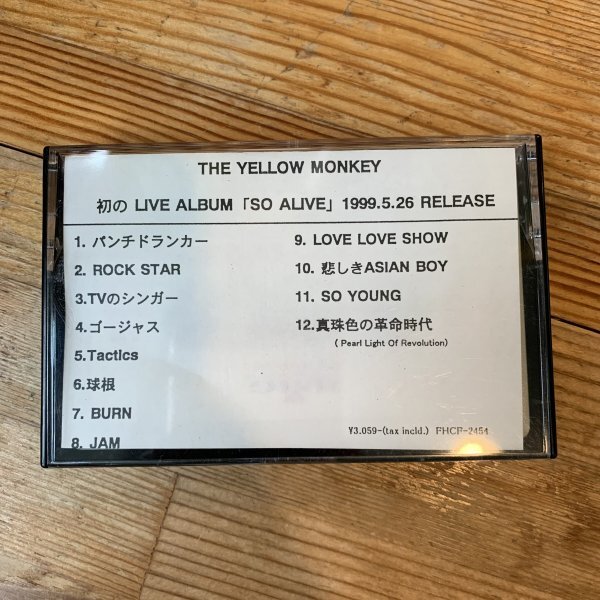 THE YELLOW MONKEY
初の LIVE ALBUM「SO ALIVE」1999.5.26 RELEASE
1. パンチドランカー
2. ROCK STAR
3.TVのシンガー
4.ゴージャス
5.Tactics
6.球根
7. BURN
8. JAM
9. LOVE LOVE SHOW
10. 悲しきASIAN BOY
11. SO YOUNG
12.真珠色の革命時代
( Pearl Light Of Revolution)
¥3.059-(tax incld.) FHCF-2454